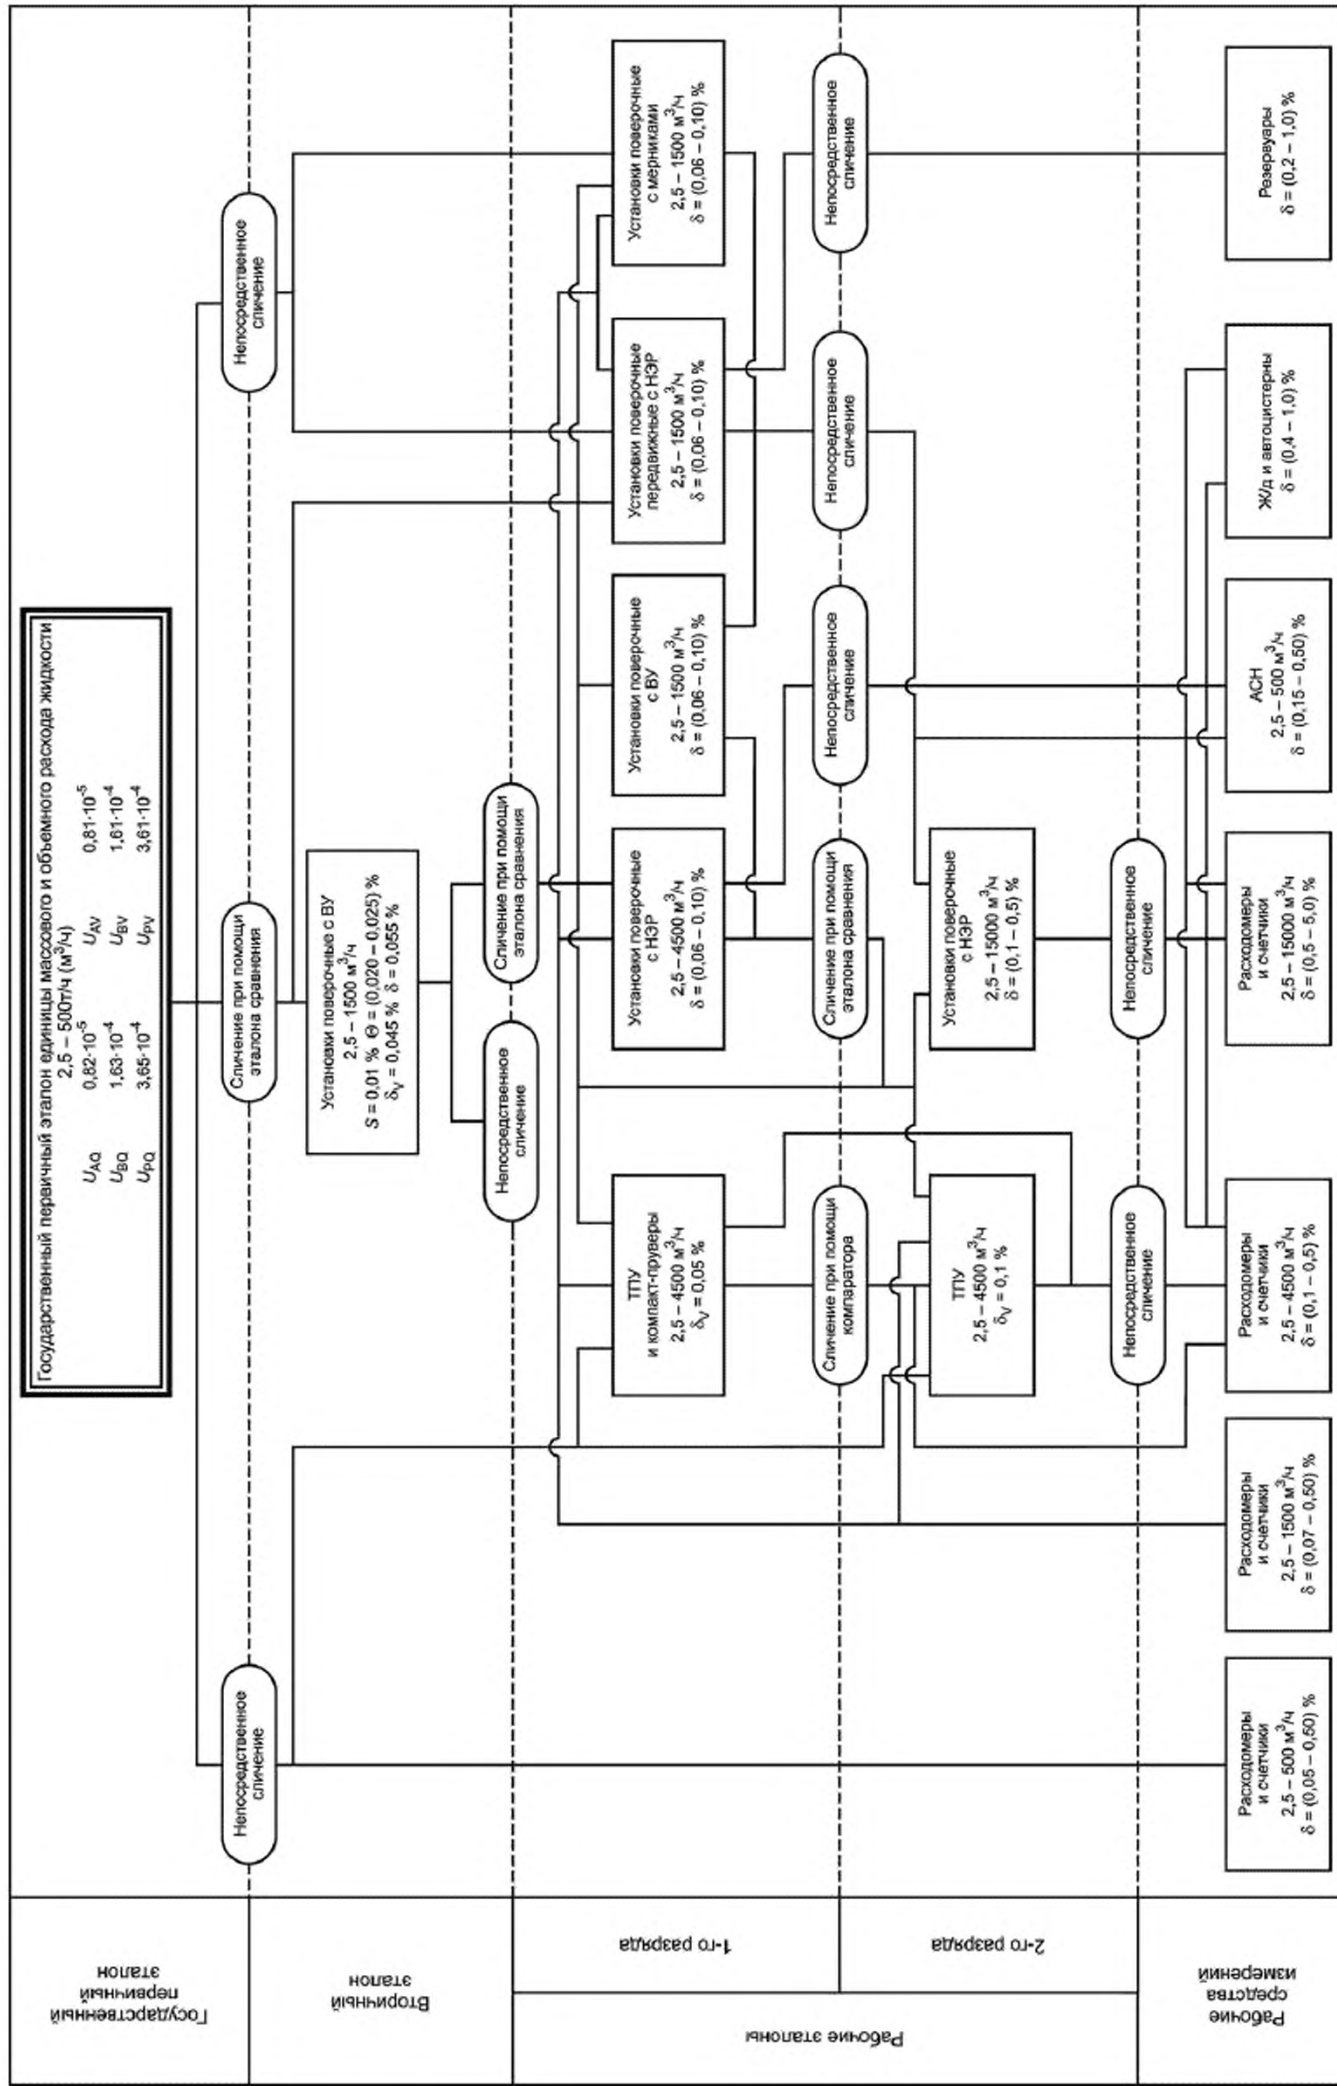 Государственный первичный эталон
Государственный первичный эталон единицы массового и объемного расхода жидкости
2,5 – 500т/ч (м³/ч)
U_AQ 0,82·10⁻⁵ U_AV 0,81·10⁻⁵
U_BQ 1,63·10⁻⁴ U_BV 1,61·10⁻⁴
U_PQ 3,65·10⁻⁴ U_PV 3,61·10⁻⁴
Непосредственное
сличение
Сличение при помощи
эталона сравнения
Непосредственное
сличение
Вторичный
эталон
Установки поверочные с ВУ
2,5 – 1500 м³/ч
S = 0,01 % Θ = (0,020 – 0,025) %
δ_V = 0,045 % δ = 0,055 %
Непосредственное
сличение
Сличение при помощи
эталона сравнения
Рабочие эталоны
1-го разряда
ТПУ
и компакт-пруверы
2,5 – 4500 м³/ч
δ_V = 0,05 %
Установки поверочные
с НЭР
2,5 – 4500 м³/ч
δ = (0,06 – 0,10) %
Установки поверочные
с ВУ
2,5 – 1500 м³/ч
δ = (0,06 – 0,10) %
Установки поверочные
передвижные с НЭР
2,5 – 1500 м³/ч
δ = (0,06 – 0,10) %
Установки поверочные
с мерниками
2,5 – 1500 м³/ч
δ = (0,06 – 0,10) %
Сличение при помощи
компаратора
Сличение при помощи
эталона сравнения
Непосредственное
сличение
Непосредственное
сличение
Непосредственное
сличение
2-го разряда
ТПУ
2,5 – 4500 м³/ч
δ_V = 0,1 %
Установки поверочные
с НЭР
2,5 – 15000 м³/ч
δ = (0,1 – 0,5) %
Непосредственное
сличение
Непосредственное
сличение
Рабочие
средства
измерений
Расходомеры
и счетчики
2,5 – 500 м³/ч
δ = (0,05 – 0,50) %
Расходомеры
и счетчики
2,5 – 1500 м³/ч
δ = (0,07 – 0,50) %
Расходомеры
и счетчики
2,5 – 4500 м³/ч
δ = (0,1 – 0,5) %
Расходомеры
и счетчики
2,5 – 15000 м³/ч
δ = (0,5 – 5,0) %
АСН
2,5 – 500 м³/ч
δ = (0,15 – 0,50) %
Ж/д и автоцистерны
δ = (0,4 – 1,0) %
Резервуары
δ = (0,2 – 1,0) %